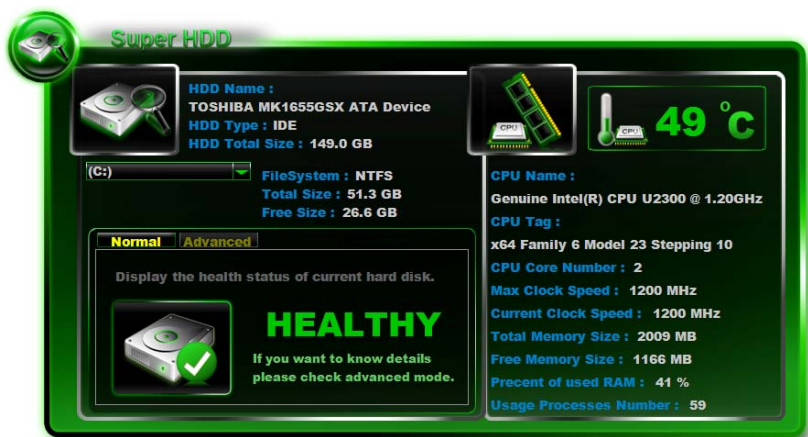 Super HDD
HDD Name :
TOSHIBA MK1655GSX ATA Device
HDD Type : IDE
HDD Total Size : 149.0 GB
(C:)
FileSystem : NTFS
Total Size : 51.3 GB
Free Size : 26.6 GB
Normal
Advanced
Display the health status of current hard disk.
HEALTHY
If you want to know details
please check advanced mode.
CPU
CPU
49 °C
CPU Name :
Genuine Intel(R) CPU U2300 @ 1.20GHz
CPU Tag :
x64 Family 6 Model 23 Stepping 10
CPU Core Number : 2
Max Clock Speed : 1200 MHz
Current Clock Speed : 1200 MHz
Total Memory Size : 2009 MB
Free Memory Size : 1166 MB
Precent of used RAM : 41 %
Usage Processes Number : 59